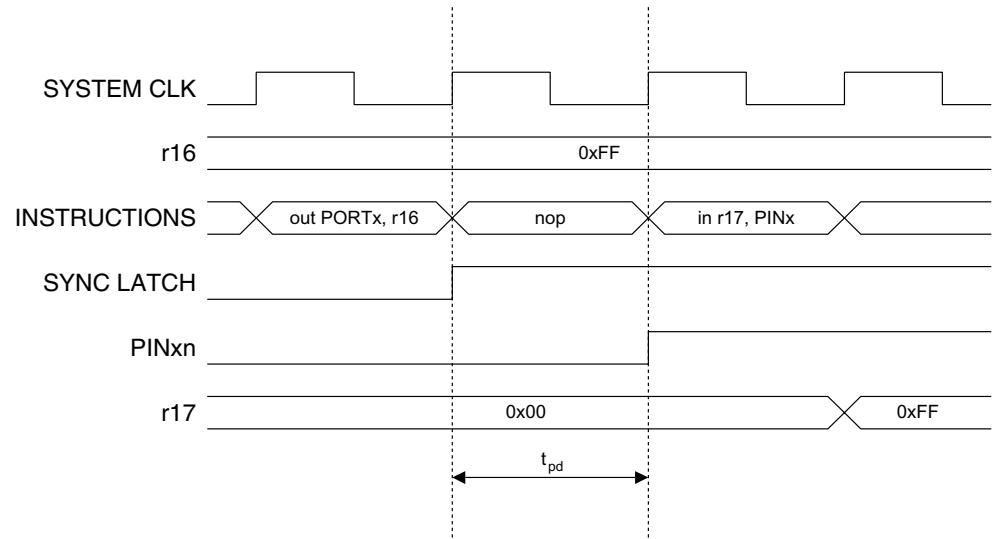 SYSTEM CLK
r16
0xFF
INSTRUCTIONS
out PORTx, r16
nop
in r17, PINx
SYNC LATCH
PINxn
r17
0x00
0xFF
tpd